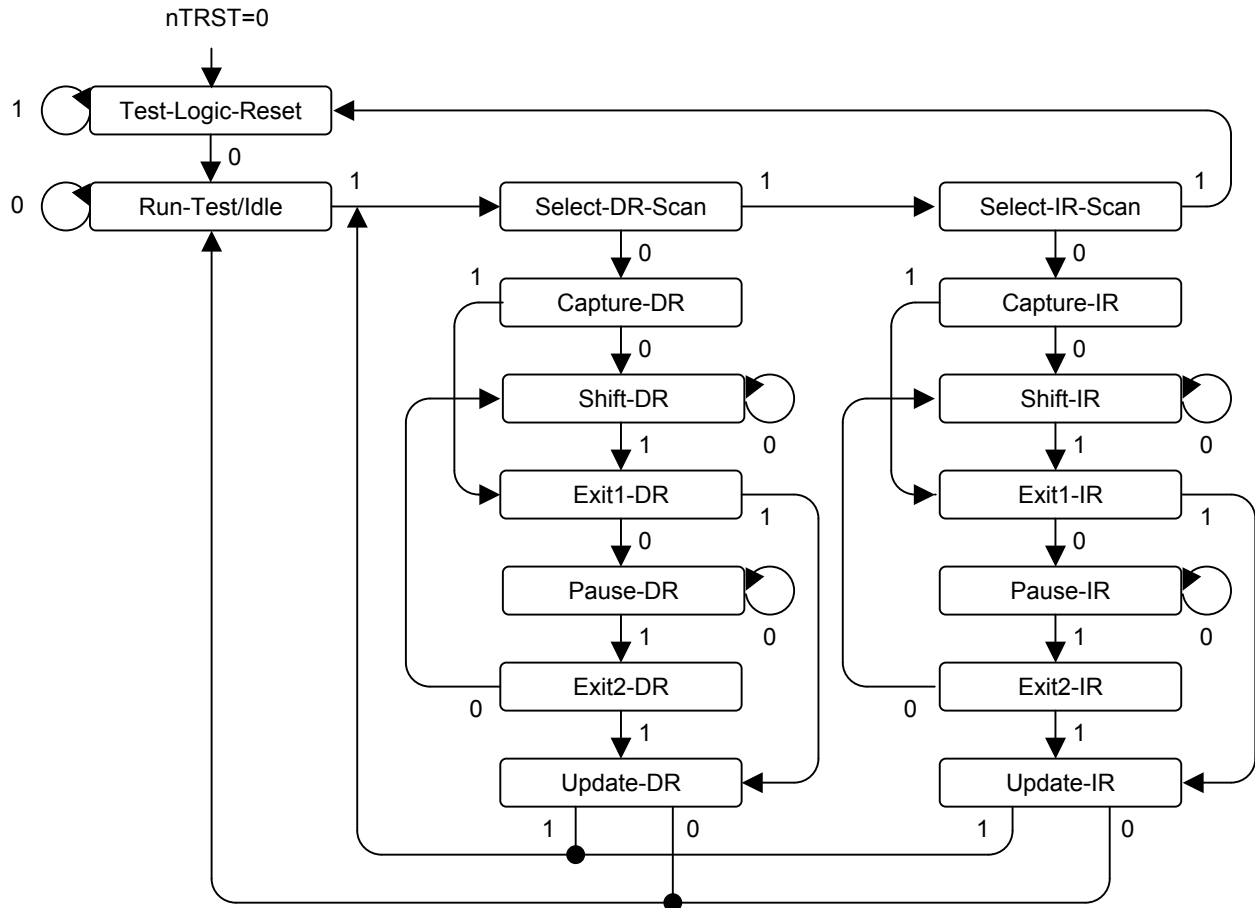 nTRST=0
1
Test-Logic-Reset
0
0
Run-Test/Idle
1
Select-DR-Scan
1
Select-IR-Scan
1
0
0
1
Capture-DR
1
Capture-IR
0
0
Shift-DR
Shift-IR
1
0
1
0
Exit1-DR
1
Exit1-IR
1
0
0
Pause-DR
Pause-IR
1
0
1
0
Exit2-DR
Exit2-IR
0
0
1
1
Update-DR
Update-IR
1
0
1
0